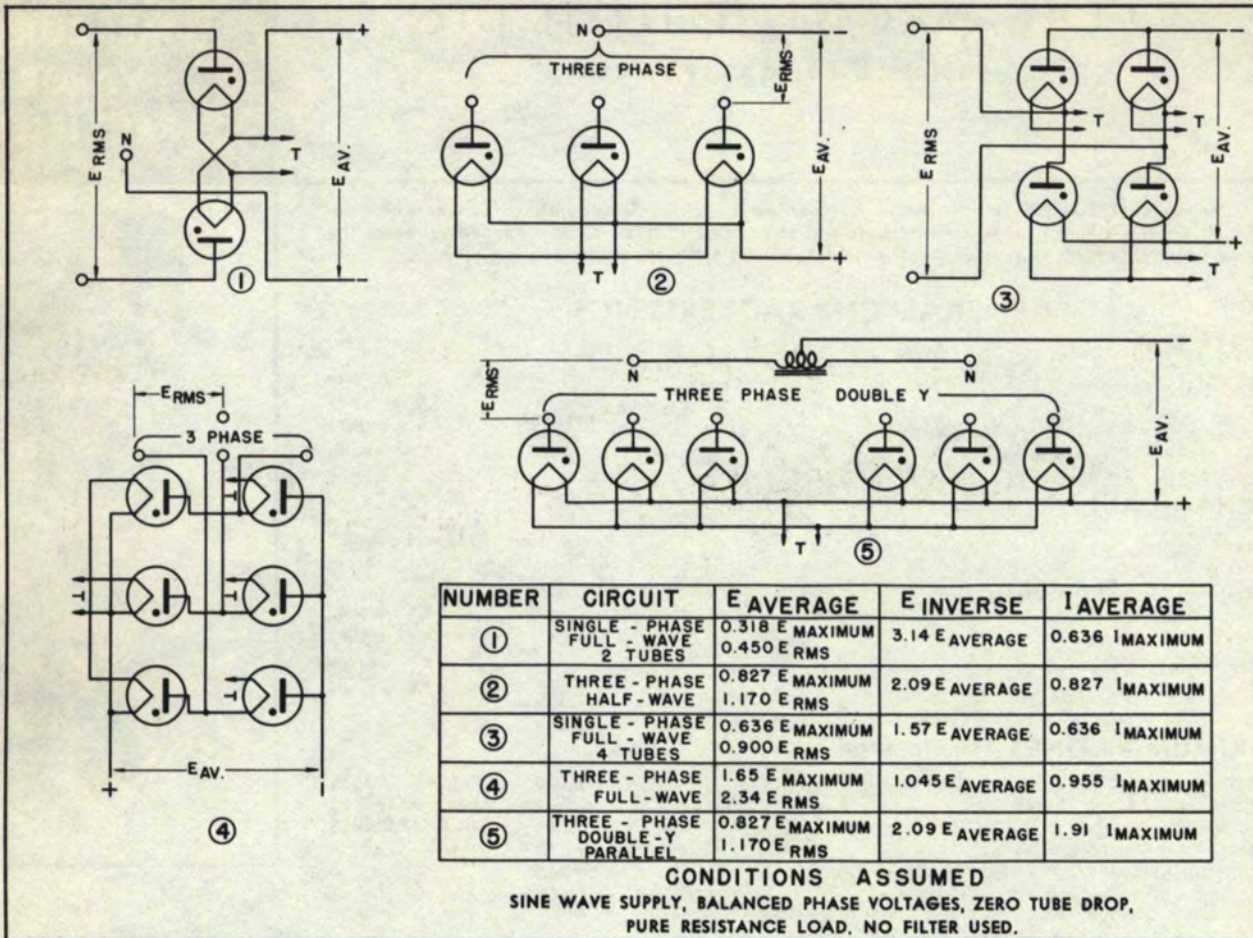 E RMS
N
T
E AV.
+
-
①
N
THREE PHASE
E RMS
E AV.
-
+
T
②
E RMS
T
T
E AV.
-
+
T
③
E RMS
3 PHASE
T
T
T
T
E AV.
+
-
④
E RMS
N
N
THREE PHASE DOUBLE Y
E AV.
-
+
T
⑤
NUMBER CIRCUIT E AVERAGE E INVERSE I AVERAGE
① SINGLE - PHASE FULL - WAVE 2 TUBES 0.318 E MAXIMUM 0.450 E RMS 3.14 E AVERAGE 0.636 I MAXIMUM
② THREE - PHASE HALF - WAVE 0.827 E MAXIMUM 1.170 E RMS 2.09 E AVERAGE 0.827 I MAXIMUM
③ SINGLE - PHASE FULL - WAVE 4 TUBES 0.636 E MAXIMUM 0.900 E RMS 1.57 E AVERAGE 0.636 I MAXIMUM
④ THREE - PHASE FULL - WAVE 1.65 E MAXIMUM 2.34 E RMS 1.045 E AVERAGE 0.955 I MAXIMUM
⑤ THREE - PHASE DOUBLE - Y PARALLEL 0.827 E MAXIMUM 1.170 E RMS 2.09 E AVERAGE 1.91 I MAXIMUM
CONDITIONS ASSUMED
SINE WAVE SUPPLY, BALANCED PHASE VOLTAGES, ZERO TUBE DROP,
PURE RESISTANCE LOAD. NO FILTER USED.